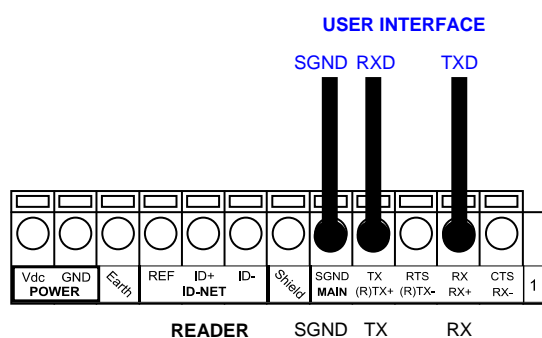 USER INTERFACE
SGND RXD TXD
Vdc GND Earth REF ID+ ID- Shield SGND TX RTS RX CTS 1
POWER ID-NET MAIN (R)TX+ (R)TX- RX+ RX-
READER SGND TX RX